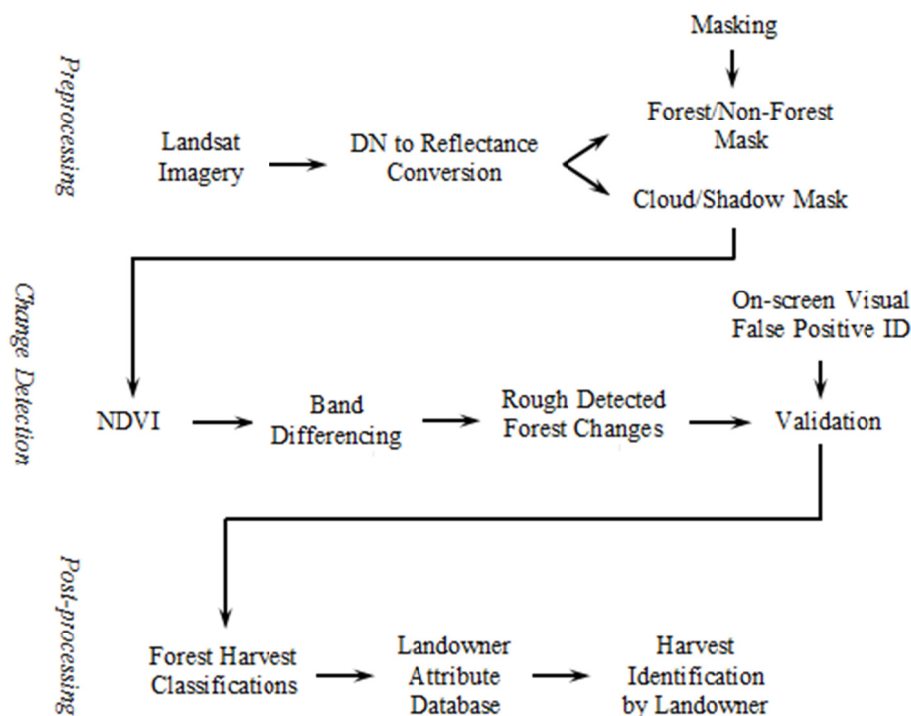 Preprocessing
Masking
Landsat
Imagery
DN to Reflectance
Conversion
Forest/Non-Forest
Mask
Cloud/Shadow Mask
Change Detection
On-screen Visual
False Positive ID
NDVI
Band
Differencing
Rough Detected
Forest Changes
Validation
Post-processing
Forest Harvest
Classifications
Landowner
Attribute
Database
Harvest
Identification
by Landowner